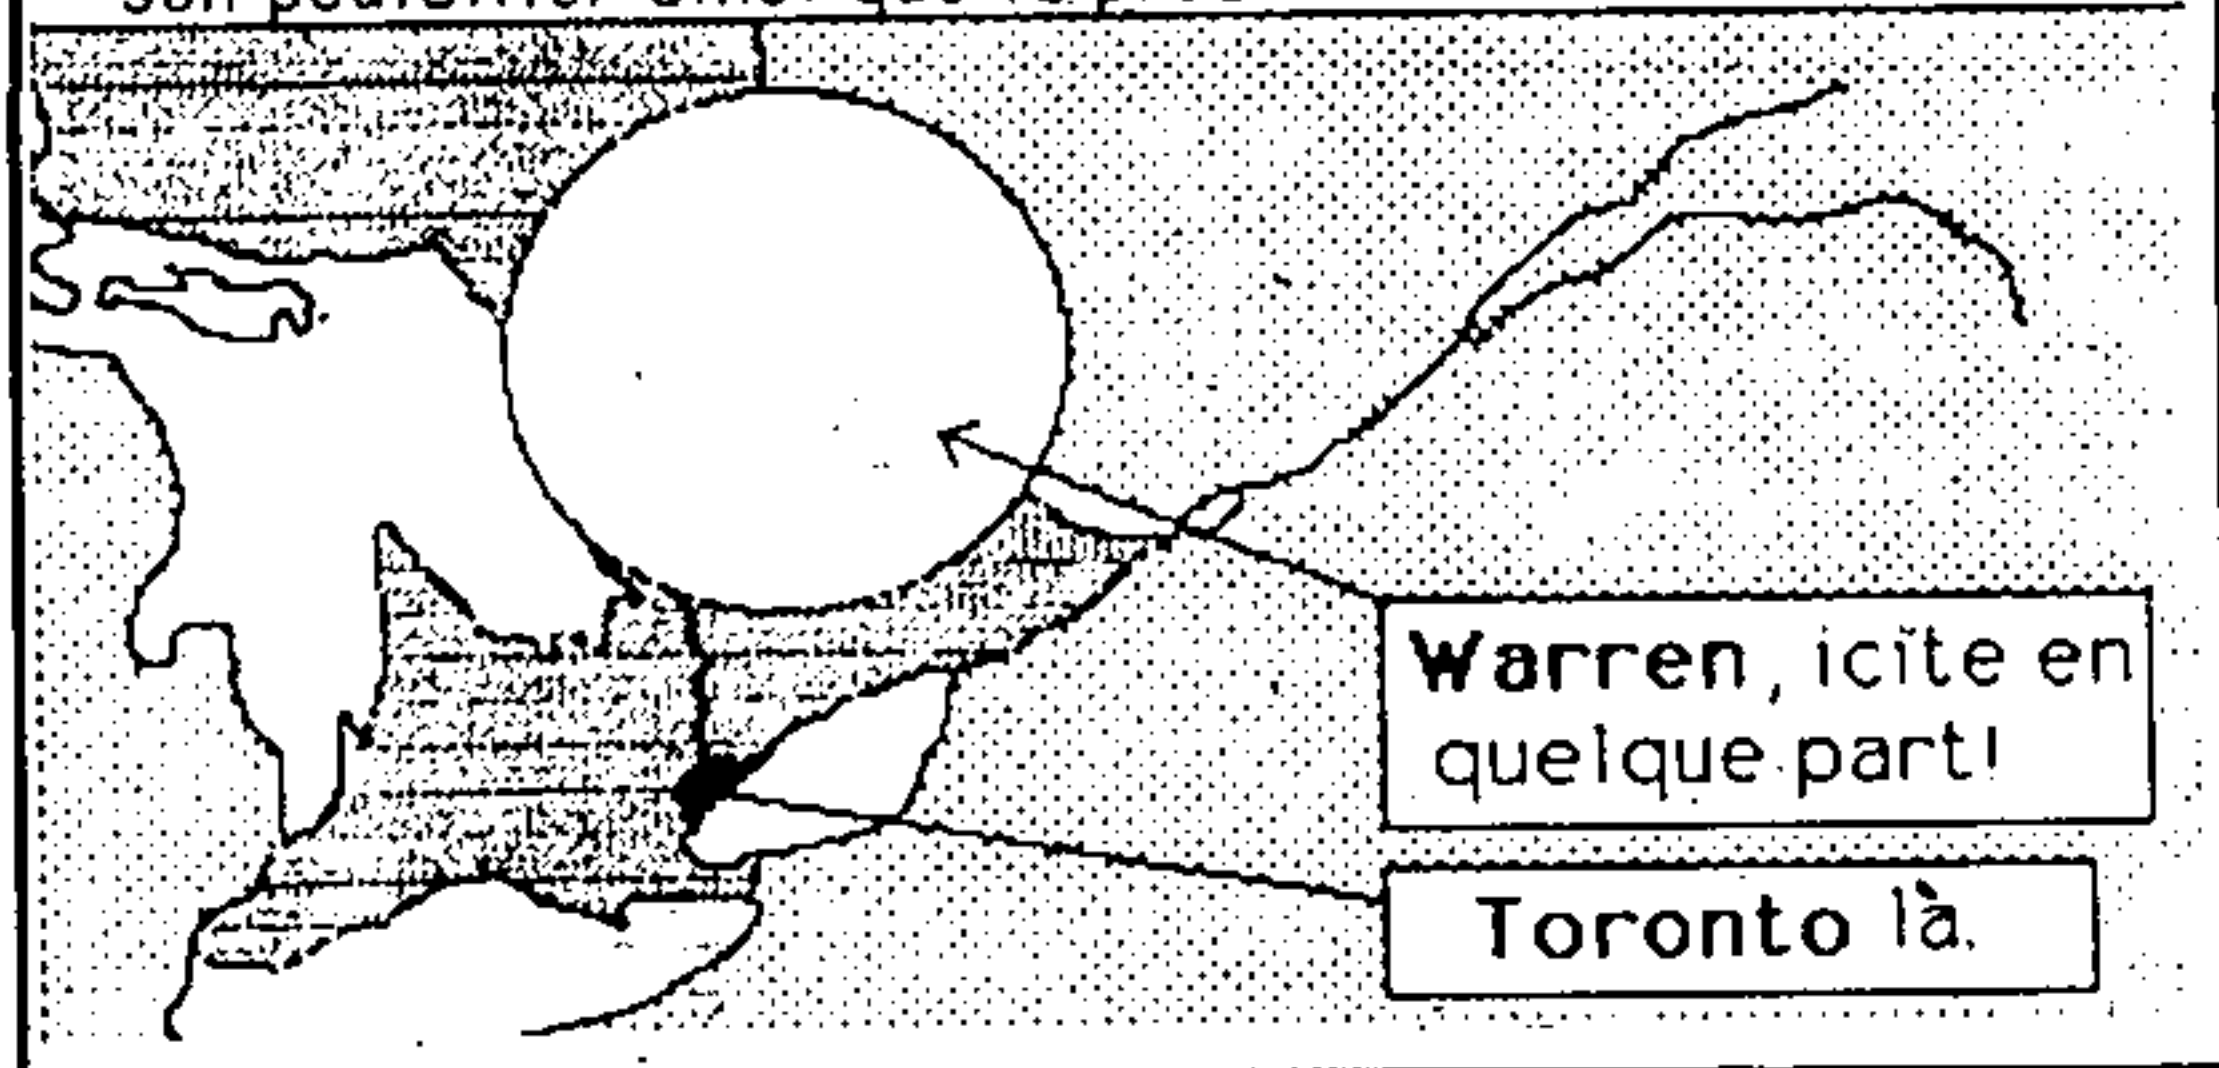 Warren, icite en
quelque part!
Toronto là.